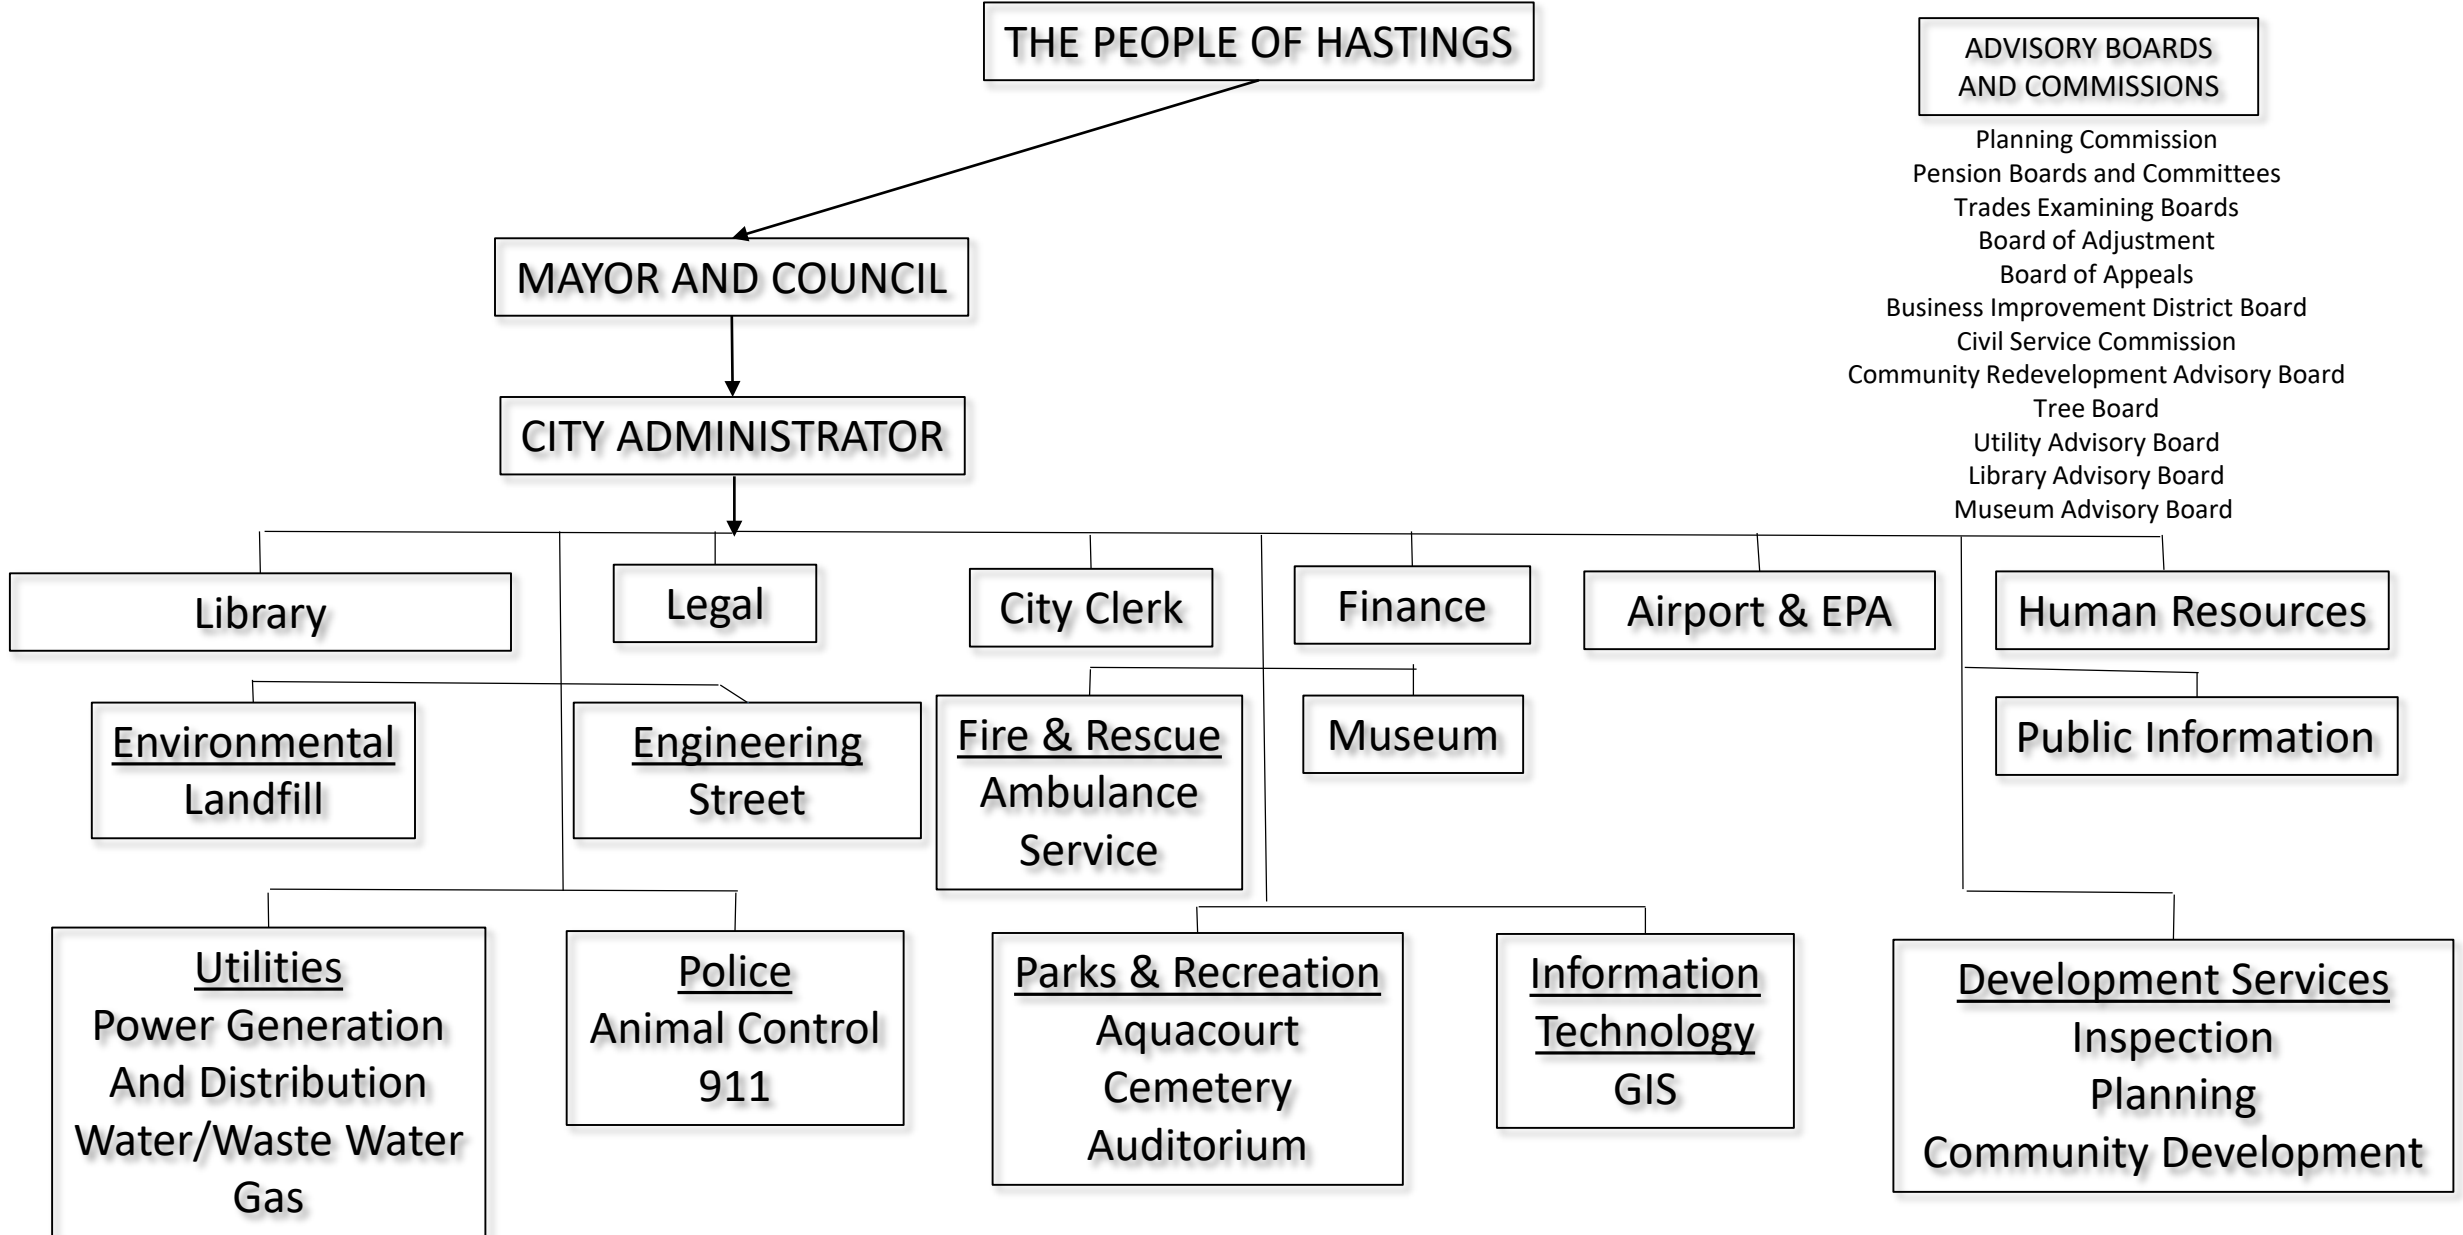 THE PEOPLE OF HASTINGS
ADVISORY BOARDS
AND COMMISSIONS
Planning Commission
Pension Boards and Committees
Trades Examining Boards
Board of Adjustment
Board of Appeals
Business Improvement District Board
Civil Service Commission
Community Redevelopment Advisory Board
Tree Board
Utility Advisory Board
Library Advisory Board
Museum Advisory Board
MAYOR AND COUNCIL
CITY ADMINISTRATOR
Library
Legal
City Clerk
Finance
Airport & EPA
Human Resources
Environmental
Landfill
Engineering
Street
Fire & Rescue
Ambulance
Service
Museum
Public Information
Utilities
Power Generation
And Distribution
Water/Waste Water
Gas
Police
Animal Control
911
Parks & Recreation
Aquacourt
Cemetery
Auditorium
Information
Technology
GIS
Development Services
Inspection
Planning
Community Development